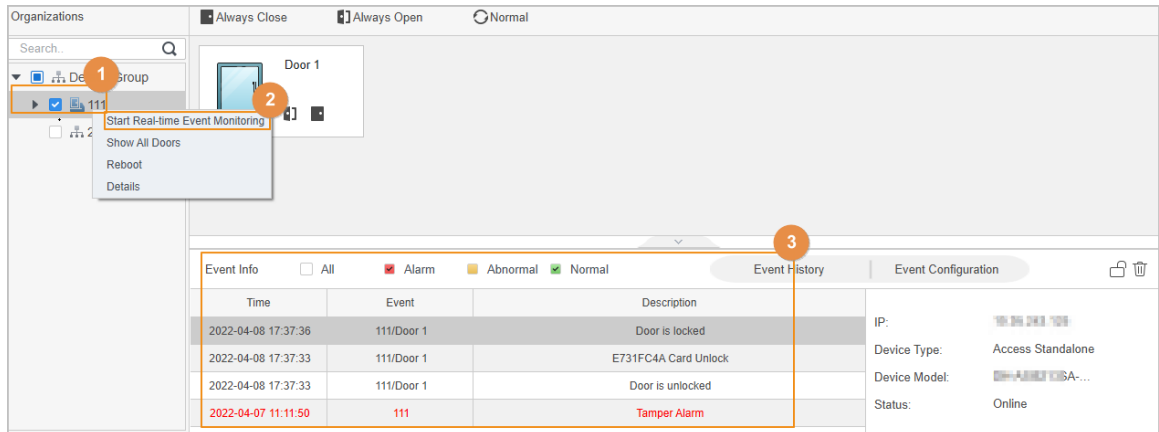 Organizations
Always Close Always Open Normal
Search..
1
Group
Door 1
111
2
Start Real-time Event Monitoring
Show All Doors
Reboot
Details
3
Event Info All Alarm Abnormal Normal Event History Event Configuration
Time Event Description
2022-04-08 17:37:36 111/Door 1 Door is locked
2022-04-08 17:37:33 111/Door 1 E731FC4A Card Unlock
2022-04-08 17:37:33 111/Door 1 Door is unlocked
2022-04-07 11:11:50 111 Tamper Alarm
IP:
Device Type: Access Standalone
Device Model: SA-...
Status: Online